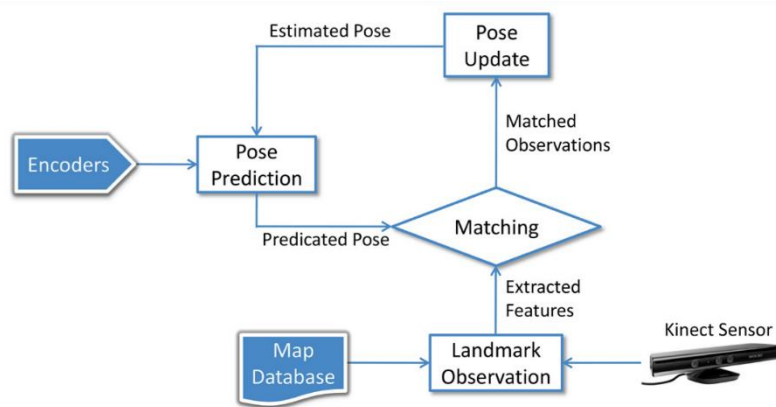 Estimated Pose
Pose
Update
Encoders
Pose
Prediction
Matched
Observations
Predicated Pose
Matching
Extracted
Features
Kinect Sensor
Map
Database
Landmark
Observation